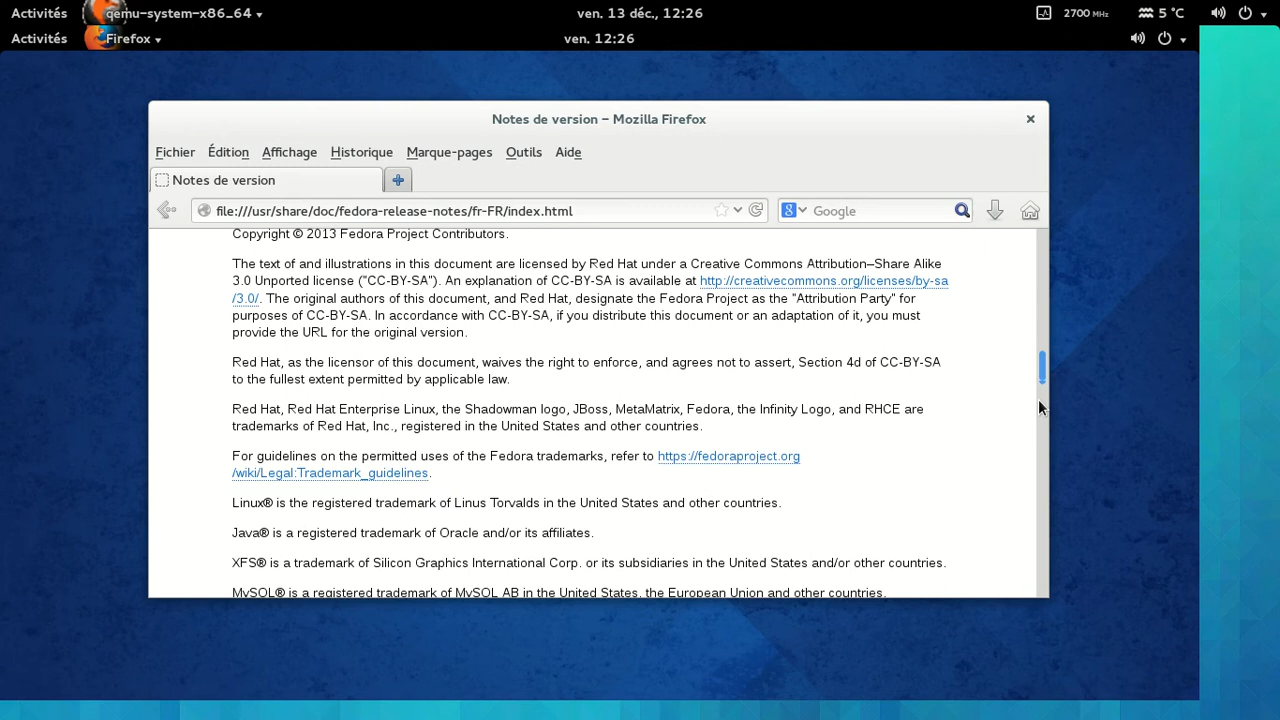 Activités qemu-system-x86_64 ven. 13 déc., 12:26 2700 MHz 5 °C
Activités Firefox ven. 12:26
Notes de version – Mozilla Firefox
Fichier Édition Affichage Historique Marque-pages Outils Aide
Notes de version
file:///usr/share/doc/fedora-release-notes/fr-FR/index.html Google
Copyright © 2013 Fedora Project Contributors.
The text of and illustrations in this document are licensed by Red Hat under a Creative Commons Attribution–Share Alike
3.0 Unported license ("CC-BY-SA"). An explanation of CC-BY-SA is available at http://creativecommons.org/licenses/by-sa
/3.0/. The original authors of this document, and Red Hat, designate the Fedora Project as the "Attribution Party" for
purposes of CC-BY-SA. In accordance with CC-BY-SA, if you distribute this document or an adaptation of it, you must
provide the URL for the original version.
Red Hat, as the licensor of this document, waives the right to enforce, and agrees not to assert, Section 4d of CC-BY-SA
to the fullest extent permitted by applicable law.
Red Hat, Red Hat Enterprise Linux, the Shadowman logo, JBoss, MetaMatrix, Fedora, the Infinity Logo, and RHCE are
trademarks of Red Hat, Inc., registered in the United States and other countries.
For guidelines on the permitted uses of the Fedora trademarks, refer to https://fedoraproject.org
/wiki/Legal:Trademark_guidelines.
Linux® is the registered trademark of Linus Torvalds in the United States and other countries.
Java® is a registered trademark of Oracle and/or its affiliates.
XFS® is a trademark of Silicon Graphics International Corp. or its subsidiaries in the United States and/or other countries.
MySQL® is a registered trademark of MySQL AB in the United States, the European Union and other countries.